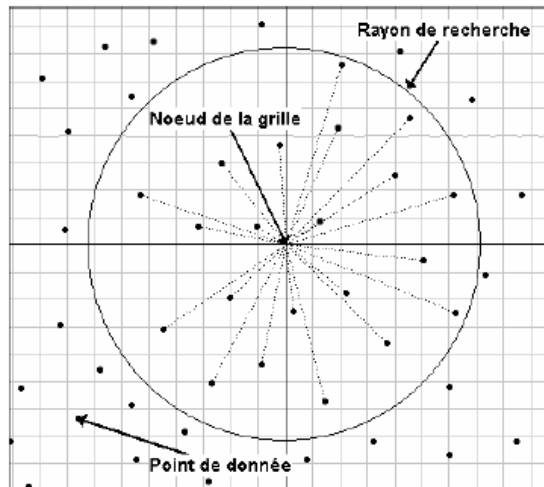 Rayon de recherche
Noeud de la grille
Point de donnée